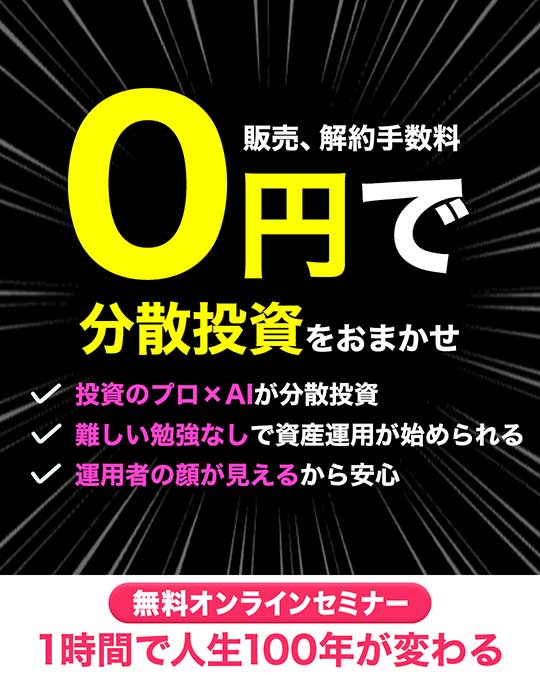 販売、解約手数料
0円で
分散投資をおまかせ
投資のプロ×AIが分散投資
難しい勉強なしで資産運用が始められる
運用者の顔が見えるから安心
無料オンラインセミナー
1時間で人生100年が変わる